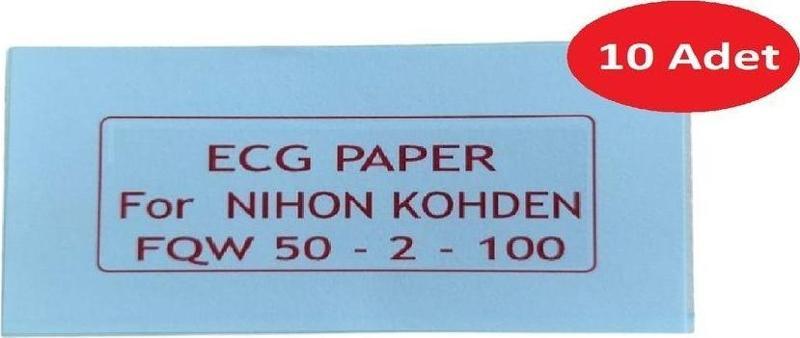 10 Adet
ECG PAPER
For NIHON KOHDEN
FQW 50 - 2 - 100